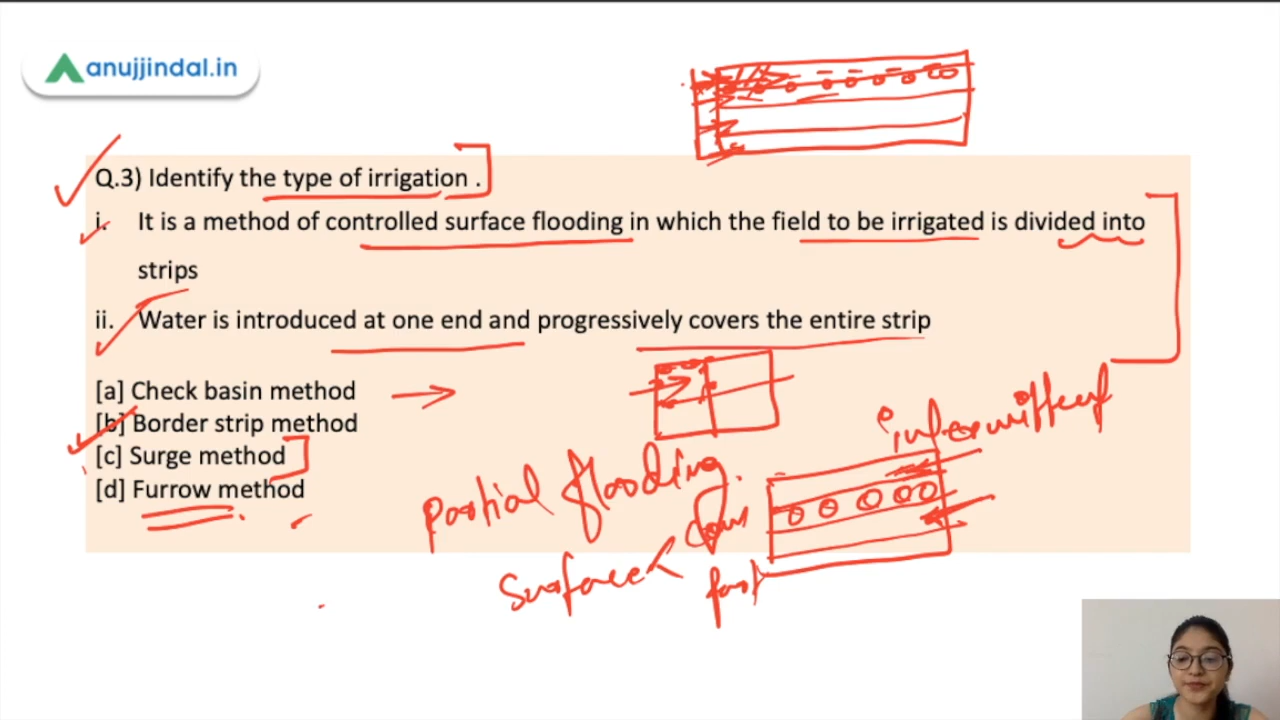 anujjindal.in
Q.3) Identify the type of irrigation .
i. It is a method of controlled surface flooding in which the field to be irrigated is divided into
strips
ii. Water is introduced at one end and progressively covers the entire strip
[a] Check basin method
[b] Border strip method
[c] Surge method
[d] Furrow method
intermittent
partial flooding
Surface